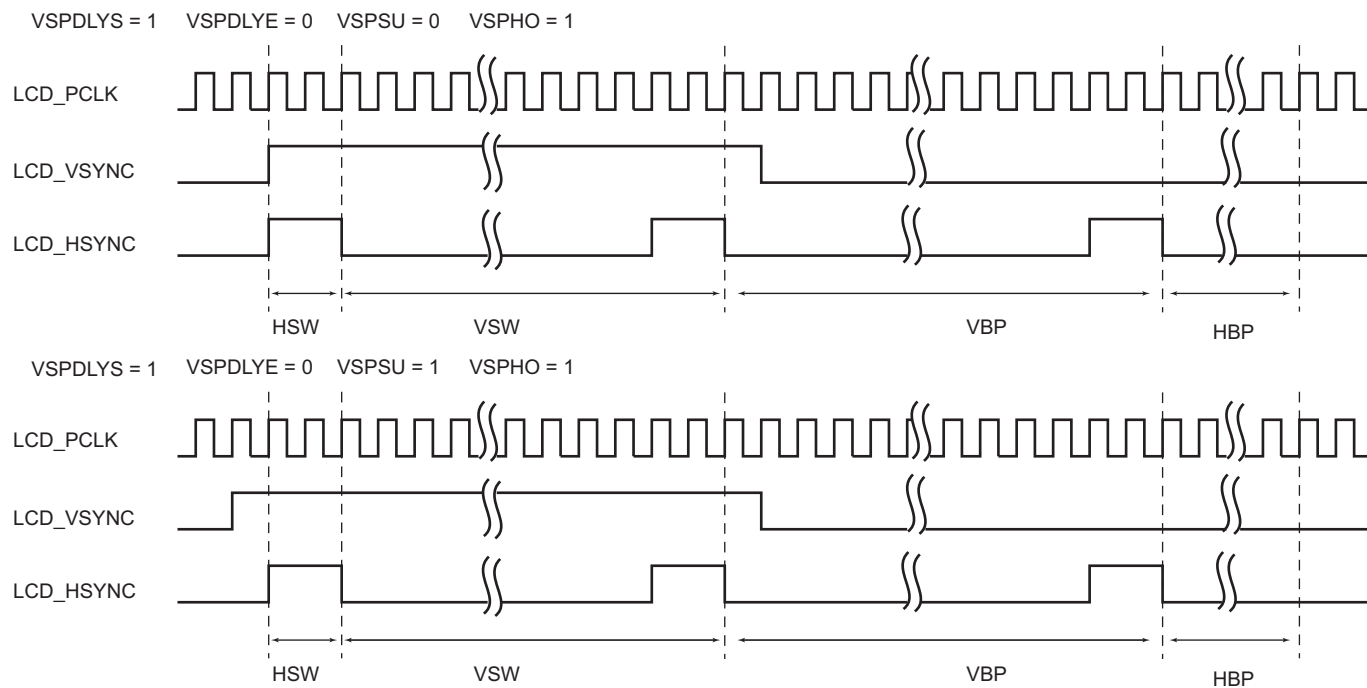 VSPDLYS = 1 VSPDLYE = 0 VSPSU = 0 VSPHO = 1
LCD_PCLK
LCD_VSYNC
LCD_HSYNC
HSW VSW VBP HBP
VSPDLYS = 1 VSPDLYE = 0 VSPSU = 1 VSPHO = 1
LCD_PCLK
LCD_VSYNC
LCD_HSYNC
HSW VSW VBP HBP